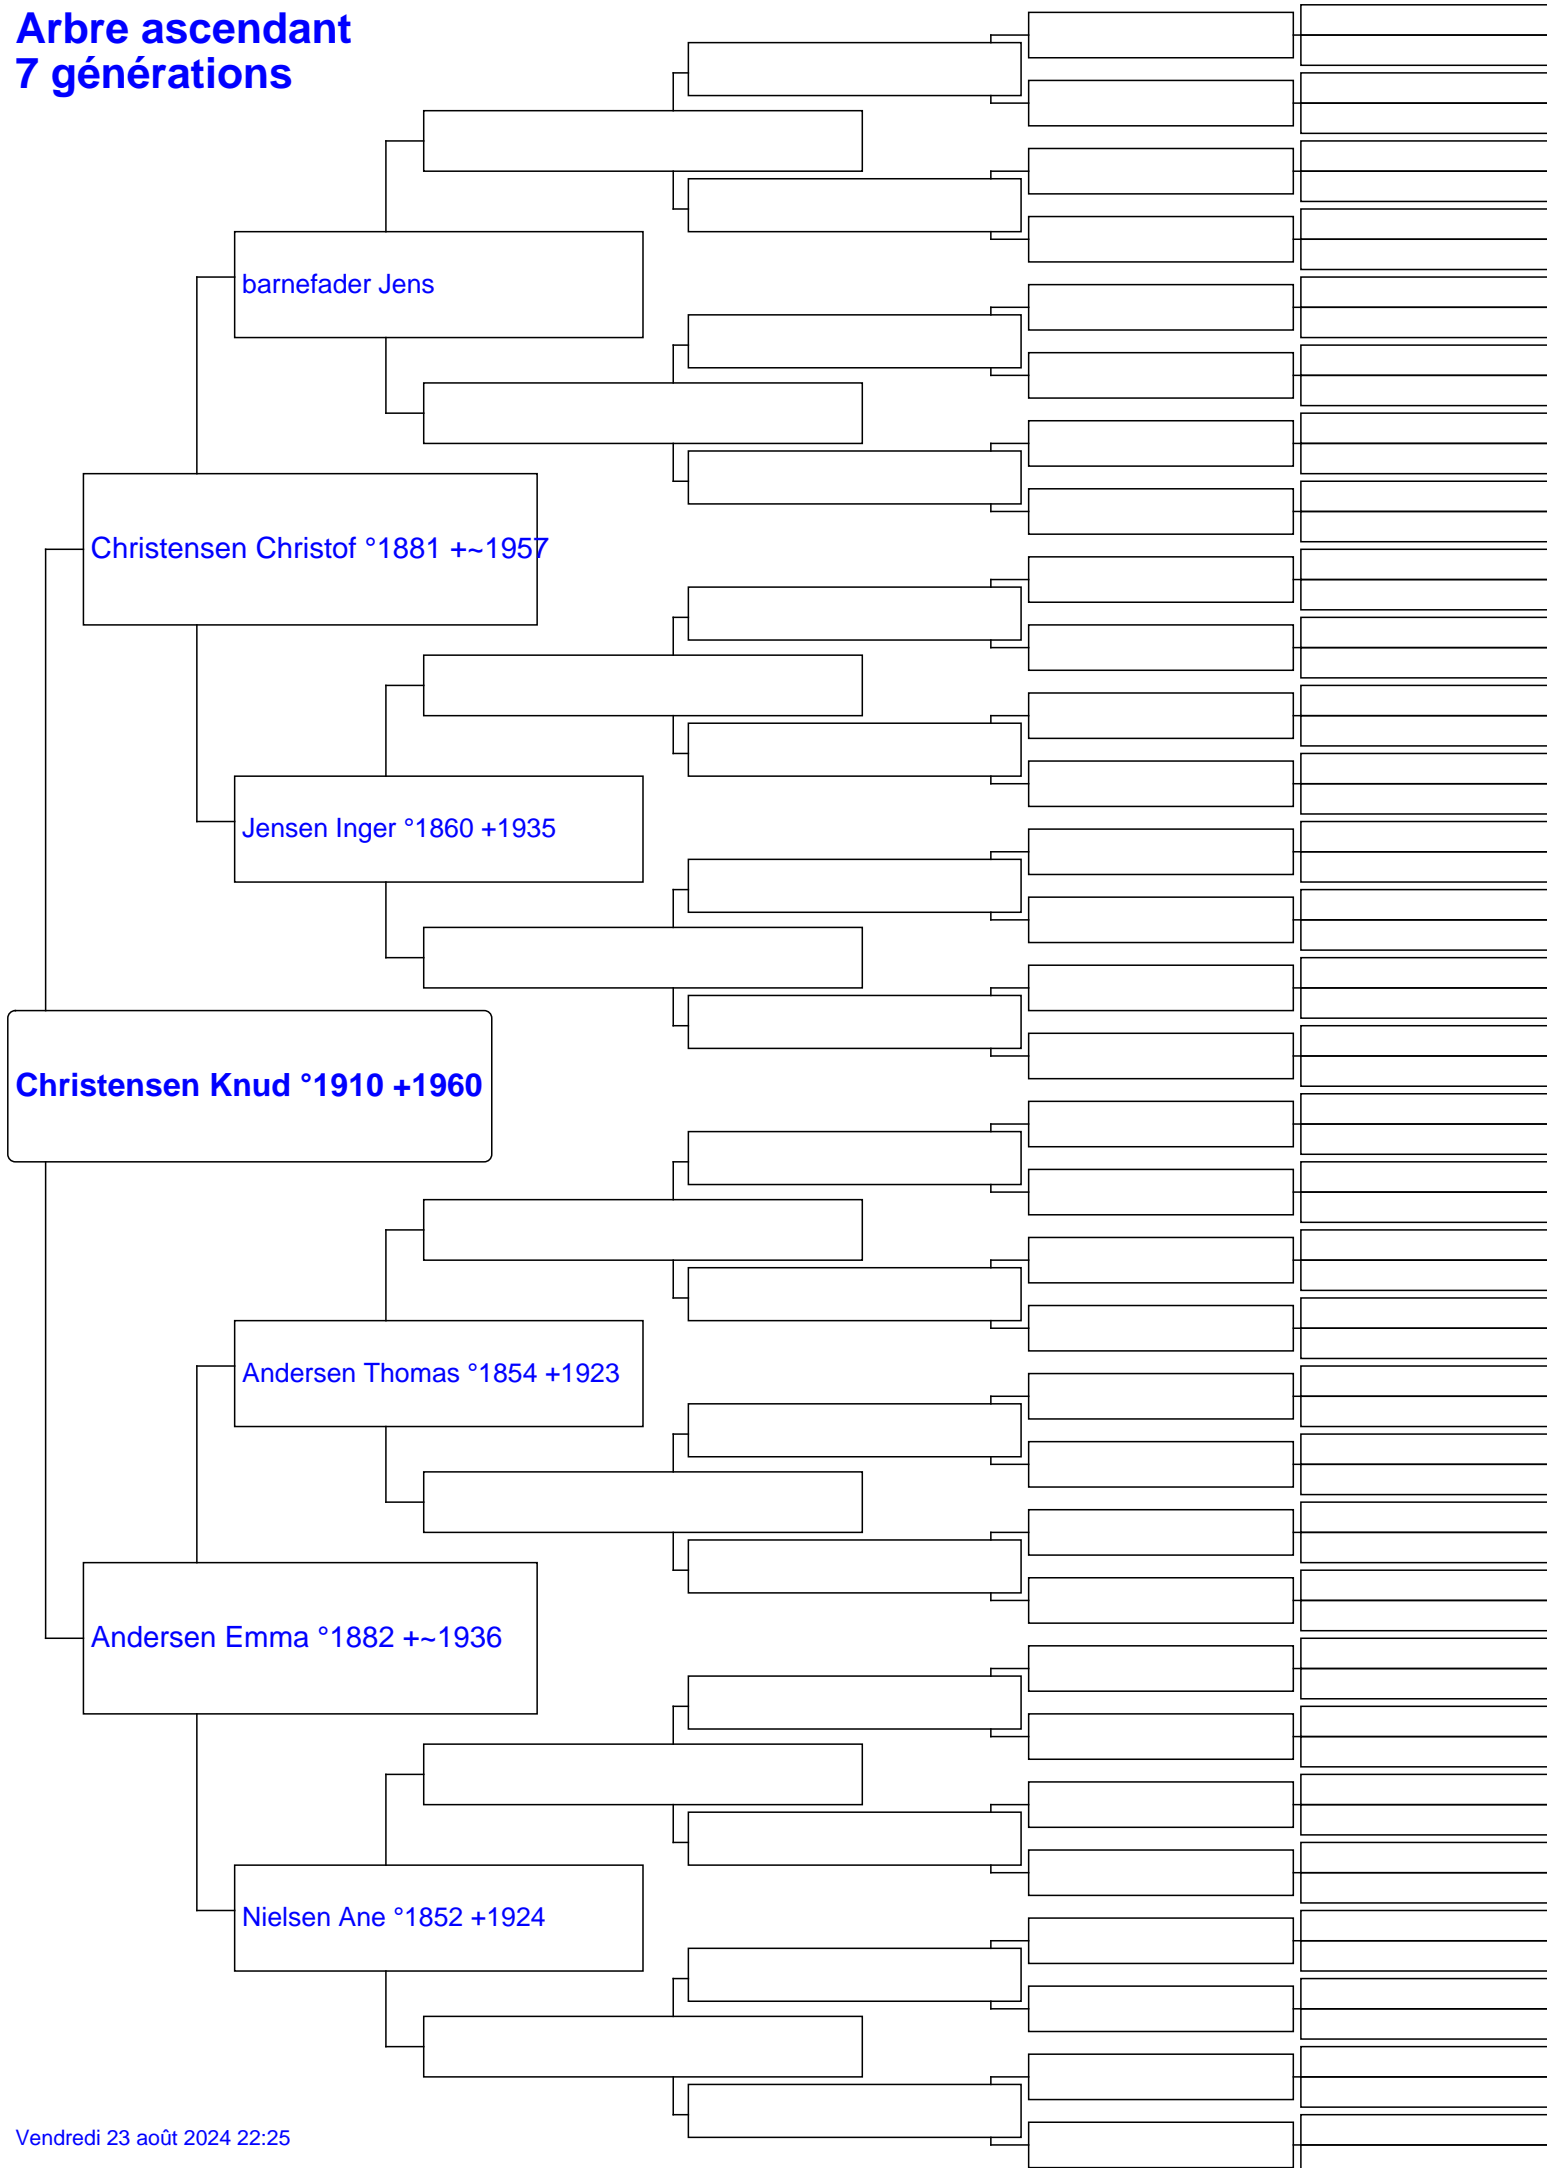 Arbre ascendant
7 générations
barnefader Jens
Christensen Christof °1881 +~1957
Jensen Inger °1860 +1935
Christensen Knud °1910 +1960
Andersen Thomas °1854 +1923
Andersen Emma °1882 +~1936
Nielsen Ane °1852 +1924
Vendredi 23 août 2024 22:25